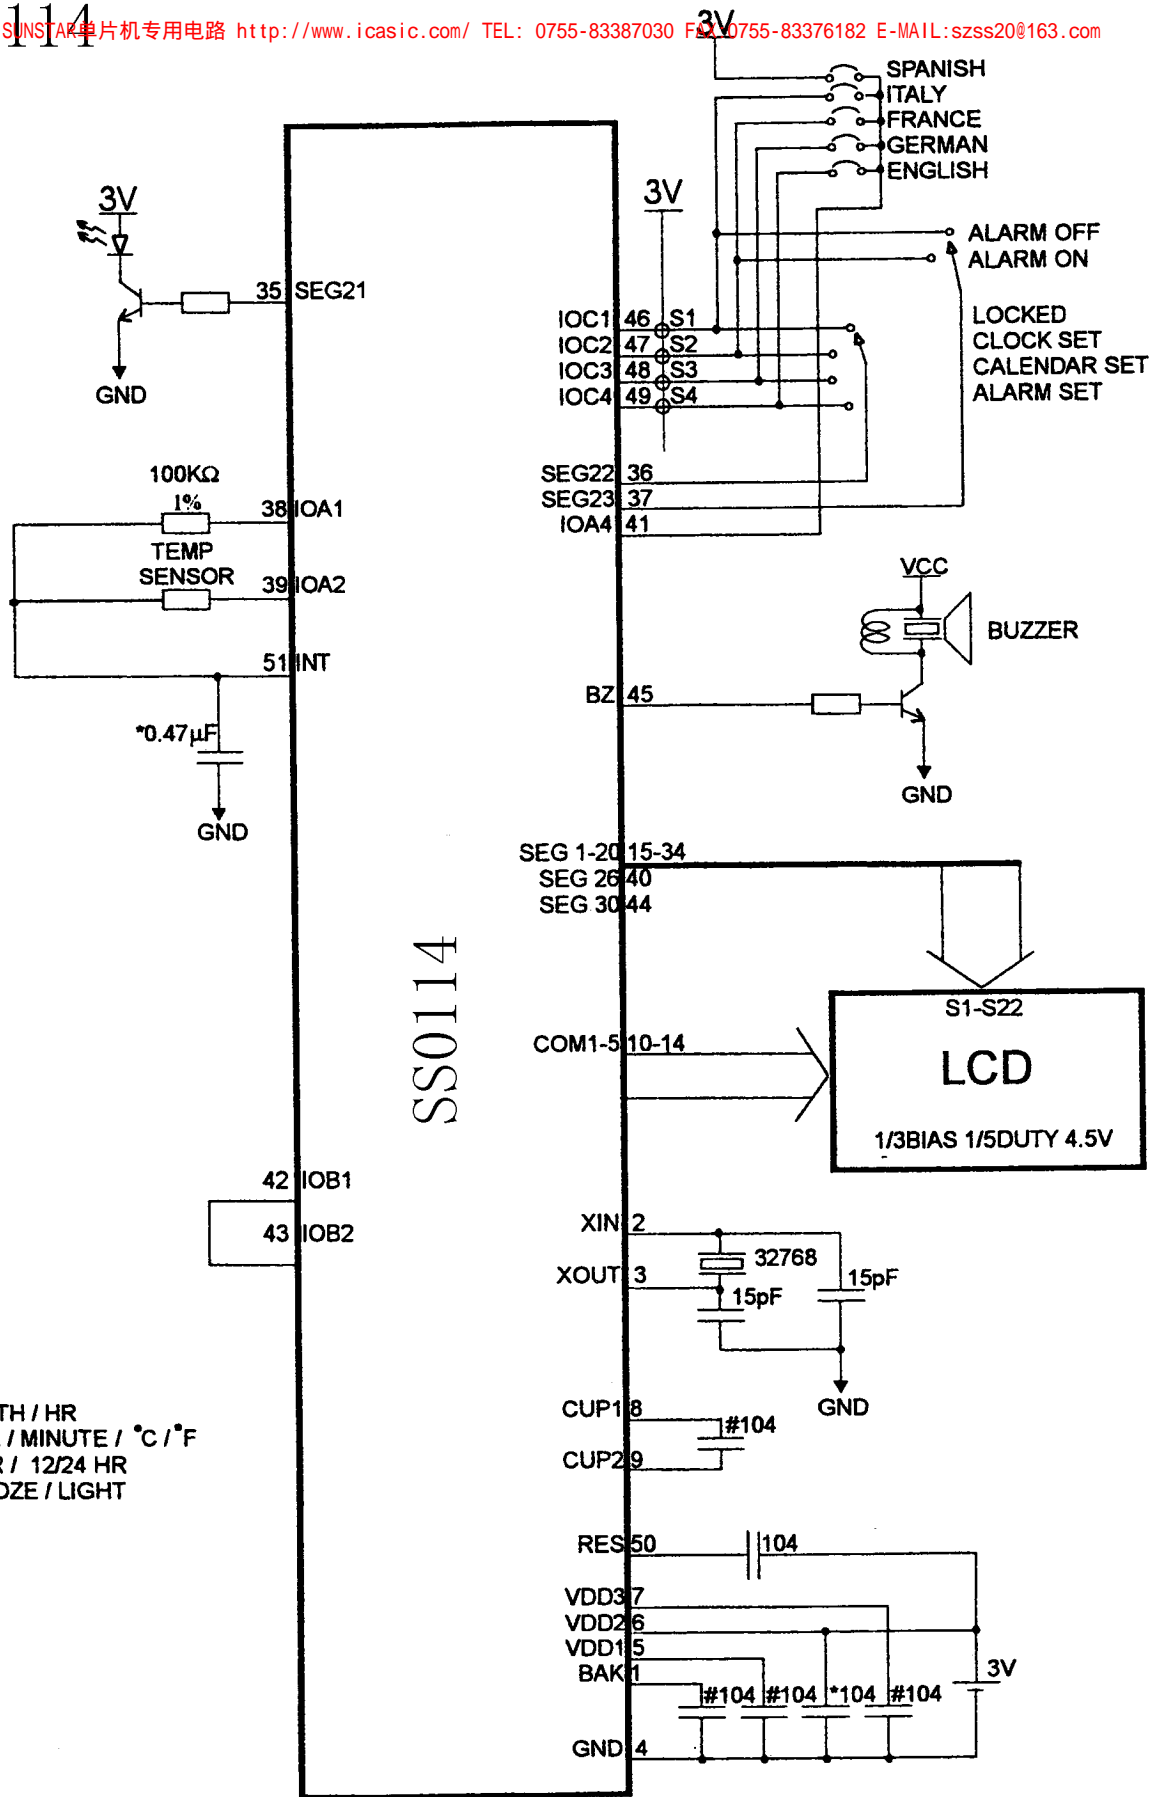 114
SUNSTAR单片机专用电路 http://www.icasic.com/ TEL: 0755-83387030 FAX:0755-83376182 E-MAIL:szss20@163.com
3V
SPANISH
ITALY
FRANCE
GERMAN
ENGLISH
3V
3V
ALARM OFF
ALARM ON
35 SEG21
GND
IOC1 46 S1
IOC2 47 S2
IOC3 48 S3
IOC4 49 S4
LOCKED
CLOCK SET
CALENDAR SET
ALARM SET
100KΩ
1%
38 IOA1
TEMP
SENSOR
39 IOA2
51 INT
*0.47μF
GND
SEG22 36
SEG23 37
IOA4 41
VCC
BUZZER
BZ 45
GND
SEG 1-20 15-34
SEG 26 40
SEG 30 44
SS0114
COM1-5 10-14
S1-S22
LCD
1/3BIAS 1/5DUTY 4.5V
42 IOB1
43 IOB2
XIN 2
32768
XOUT 3
15pF
15pF
GND
CUP1 8
#104
CUP2 9
TH / HR
/ MINUTE / °C / °F
R / 12/24 HR
OZE / LIGHT
RES 50
104
VDD3 7
VDD2 6
VDD1 5
BAK 1
#104 #104 *104 #104
3V
GND 4